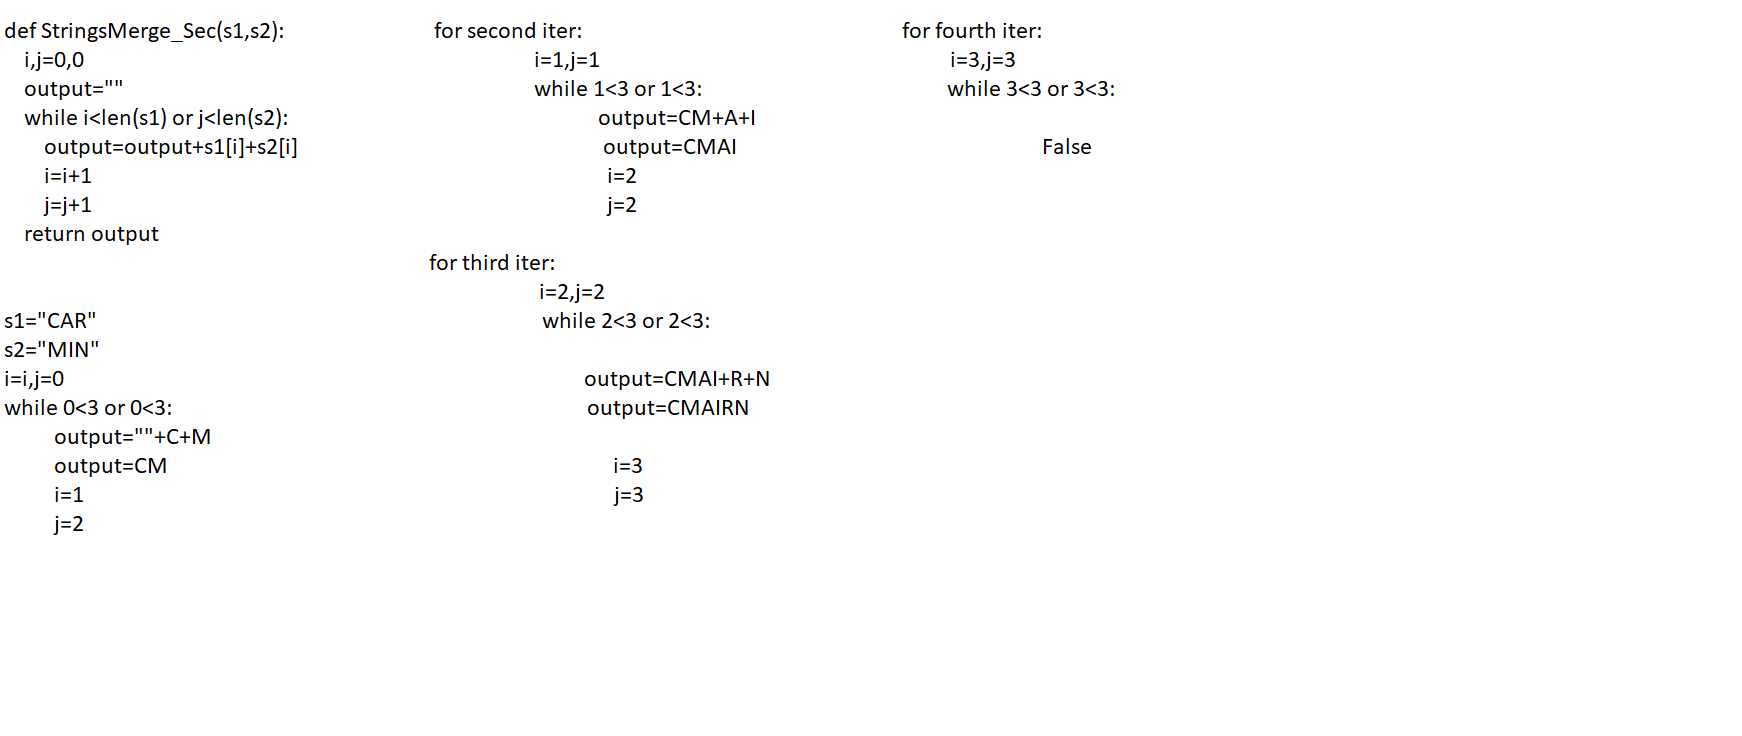 def StringsMerge_Sec(s1,s2):
i,j=0,0
output=""
while i<len(s1) or j<len(s2):
output=output+s1[i]+s2[i]
i=i+1
j=j+1
return output
s1="CAR"
s2="MIN"
i=i,j=0
while 0<3 or 0<3:
output=""+C+M
output=CM
i=1
j=2
for second iter:
i=1,j=1
while 1<3 or 1<3:
output=CM+A+I
output=CMAI
i=2
j=2
for third iter:
i=2,j=2
while 2<3 or 2<3:
output=CMAI+R+N
output=CMAIRN
i=3
j=3
for fourth iter:
i=3,j=3
while 3<3 or 3<3:
False